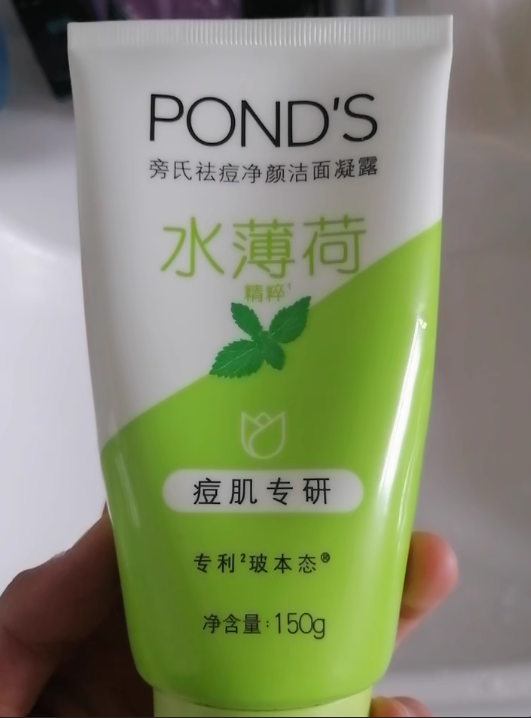 POND'S
旁氏祛痘净颜洁面凝露
水薄荷
精粹¹
痘肌专研
专利²玻本态®
净含量:150g